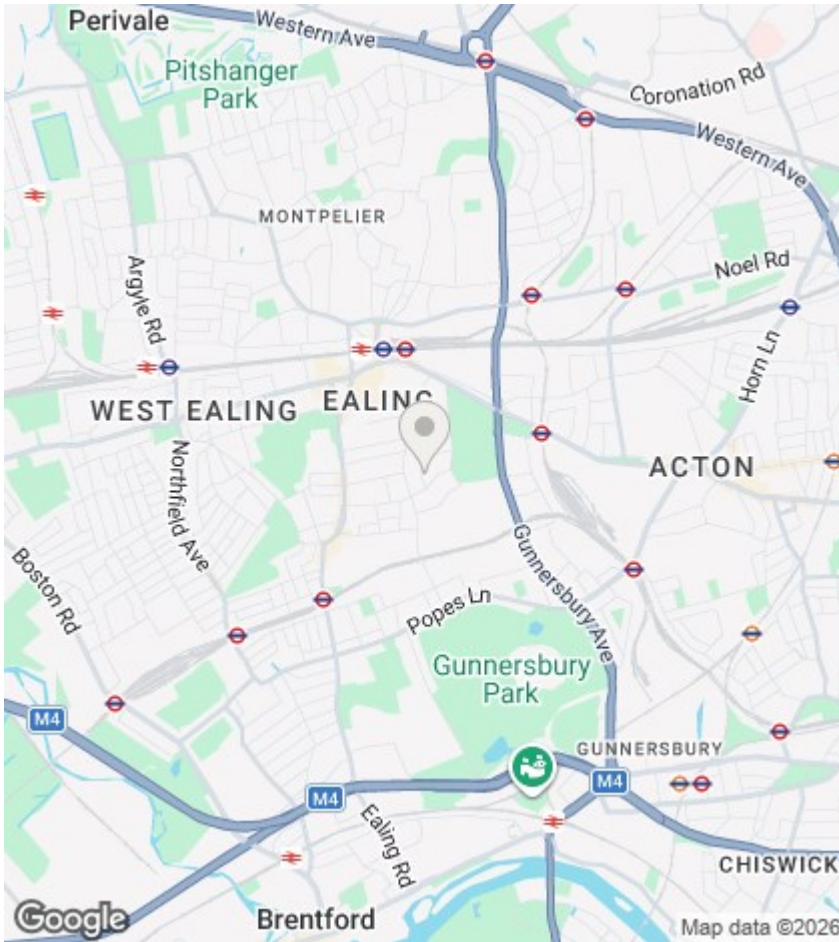 Perivale
Western Ave
Pitshanger
Park
Coronation Rd
Western Ave
MONTPELIER
Argyle Rd
Noel Rd
Horn Ln
WEST EALING
EALING
Northfield Ave
ACTON
Boston Rd
Gunnersbury Ave
Popes Ln
Gunnersbury
Park
M4
GUNNERSBURY
M4
M4
Ealing Rd
CHISWICK
Brentford
Google
Map data ©2026